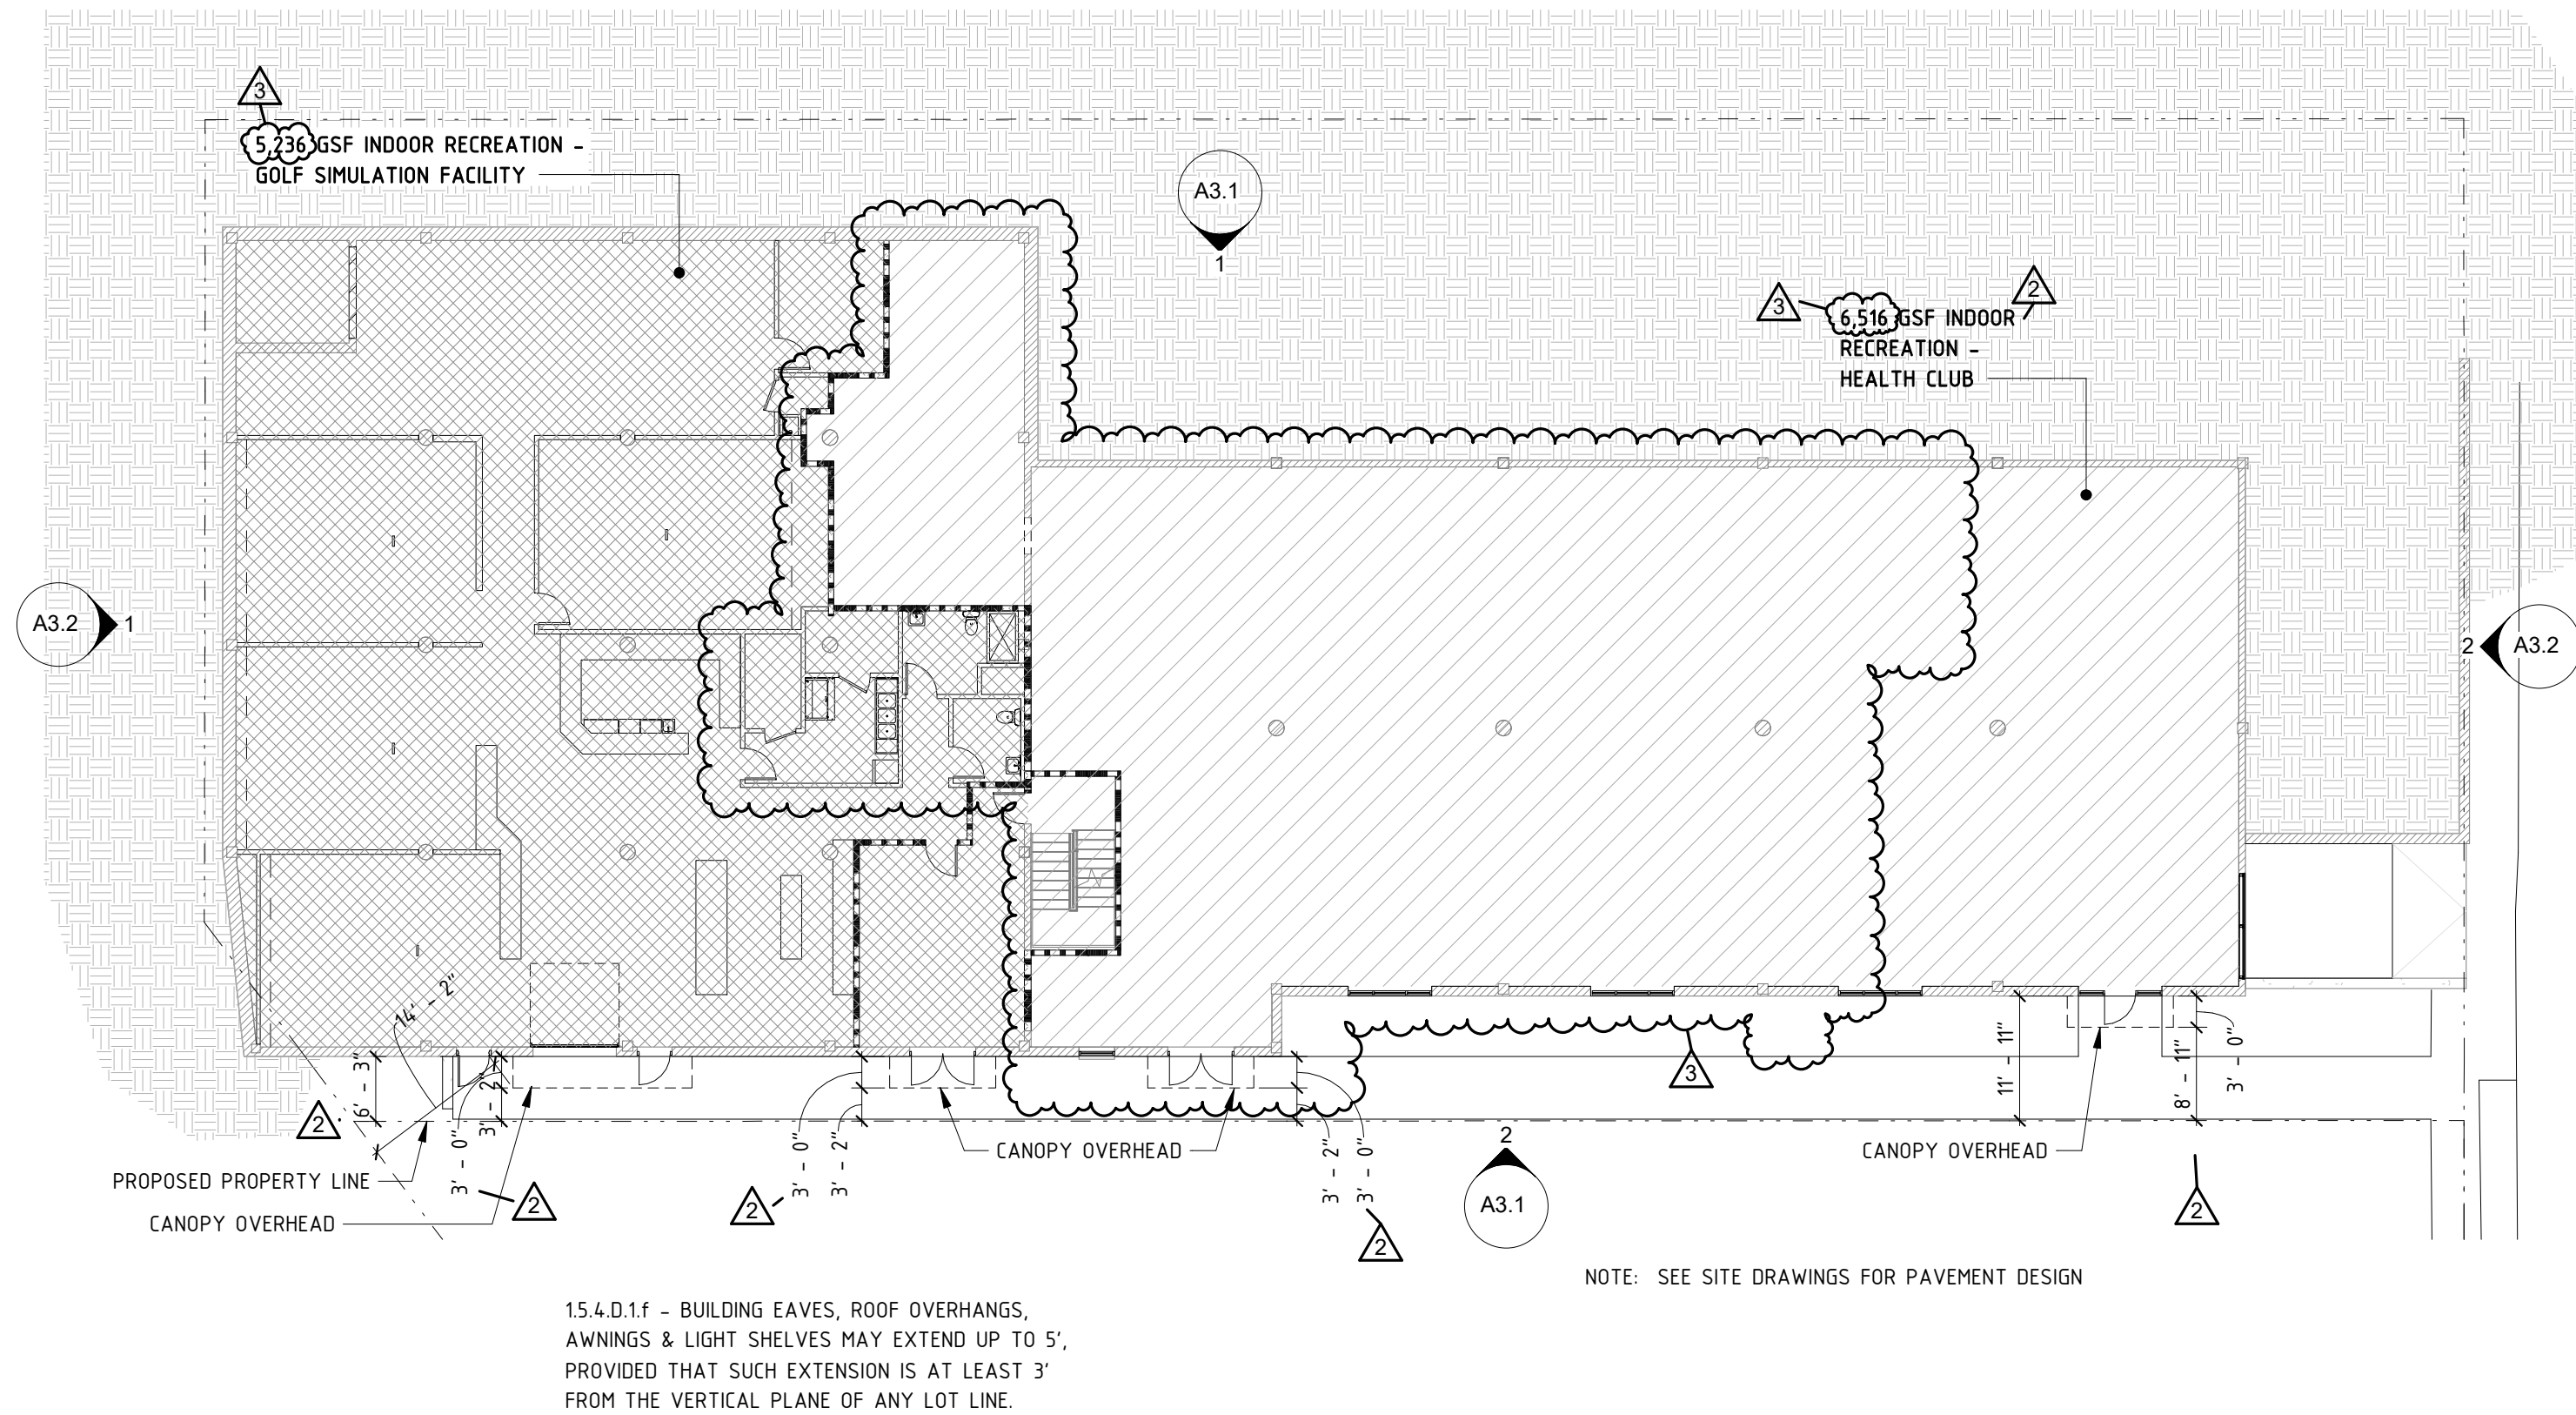 3
5,236 GSF INDOOR RECREATION -
GOLF SIMULATION FACILITY
A3.1
1
3
2
6,516 GSF INDOOR
RECREATION -
HEALTH CLUB
A3.2
1
2
A3.2
14' - 2"
6' - 3"
3' - 2"
3' - 0"
2
2
3' - 0"
3' - 2"
2
CANOPY OVERHEAD
3' - 2"
3' - 0"
2
3
2
A3.1
11' - 11"
8' - 11"
3' - 0"
2
CANOPY OVERHEAD
PROPOSED PROPERTY LINE
CANOPY OVERHEAD
NOTE: SEE SITE DRAWINGS FOR PAVEMENT DESIGN
1.5.4.D.1.f - BUILDING EAVES, ROOF OVERHANGS,
AWNINGS & LIGHT SHELVES MAY EXTEND UP TO 5',
PROVIDED THAT SUCH EXTENSION IS AT LEAST 3'
FROM THE VERTICAL PLANE OF ANY LOT LINE.